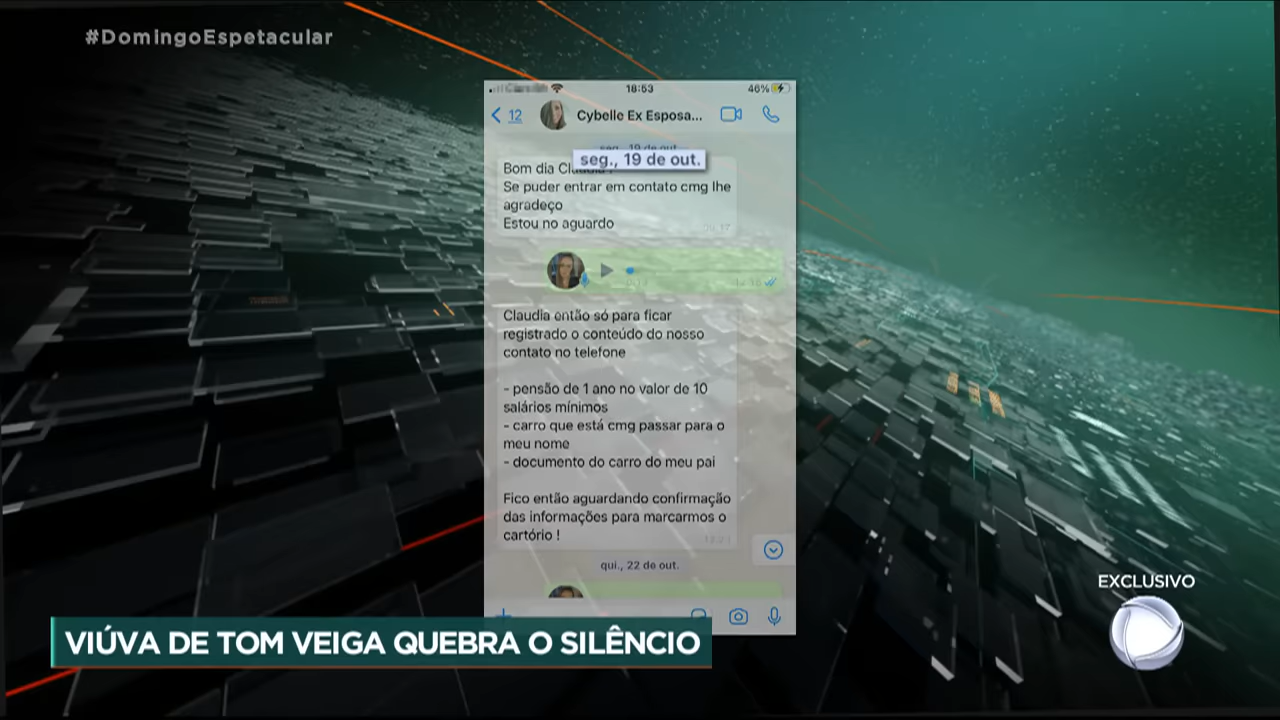 #DomingoEspetacular
18:53
46%
12
Cybelle Ex Esposa...
seg., 19 de out.
seg., 19 de out.
Bom dia Claudia !
Se puder entrar em contato cmg lhe
agradeço
Estou no aguardo
Claudia então só para ficar
registrado o conteúdo do nosso
contato no telefone
- pensão de 1 ano no valor de 10
salários mínimos
- carro que está cmg passar para o
meu nome
- documento do carro do meu pai
Fico então aguardando confirmação
das informações para marcarmos o
cartório !
qui., 22 de out.
EXCLUSIVO
VIÚVA DE TOM VEIGA QUEBRA O SILÊNCIO